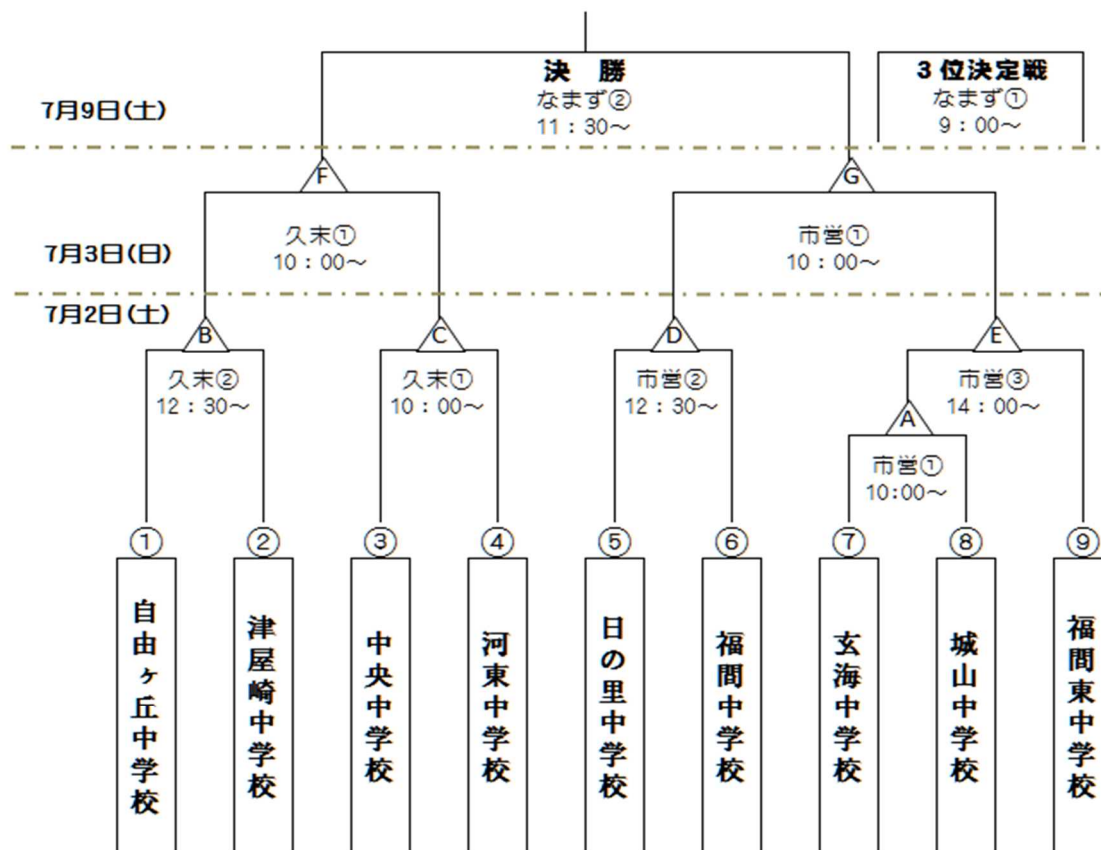 決 勝
なまず②
11：30～
3位決定戦
なまず①
9：00～
7月9日(土)
F
G
久末①
10：00～
市営①
10：00～
7月3日(日)
7月2日(土)
B
C
D
E
久末②
12：30～
久末①
10：00～
市営②
12：30～
市営③
14：00～
A
市営①
10:00～
①
②
③
④
⑤
⑥
⑦
⑧
⑨
自由ヶ丘中学校
津屋崎中学校
中央中学校
河東中学校
日の里中学校
福間中学校
玄海中学校
城山中学校
福間東中学校